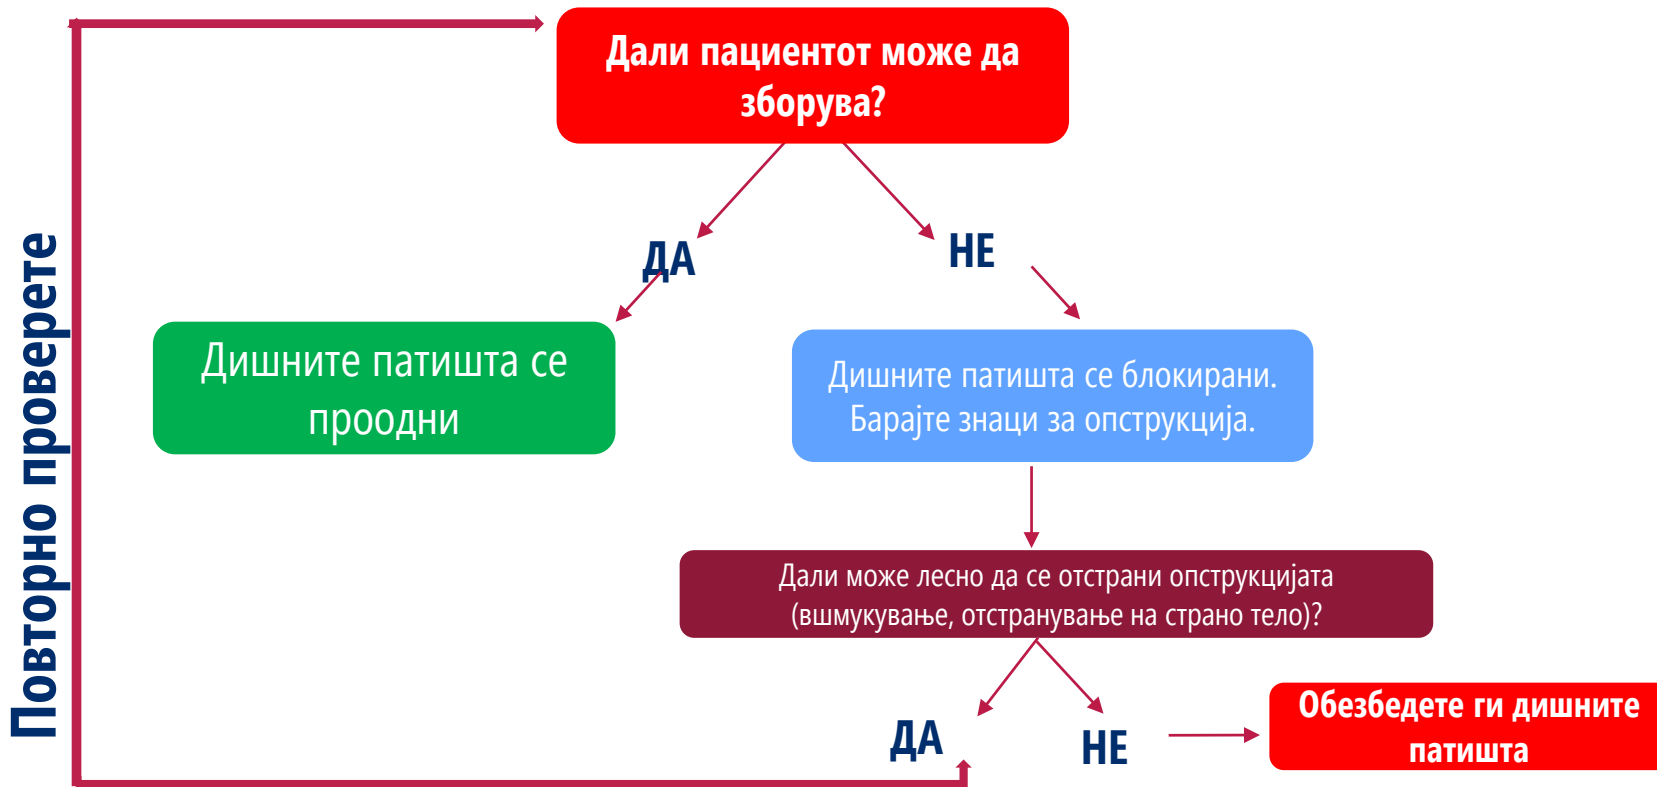 Дали пациентот може да
зборува?
ДА
НЕ
Дишните патишта се
проодни
Дишните патишта се блокирани.
Барајте знаци за опструкција.
Дали може лесно да се отстрани опструкцијата
(вшмукување, отстранување на страно тело)?
ДА
НЕ
Обезбедете ги дишните
патишта
Повторно проверете